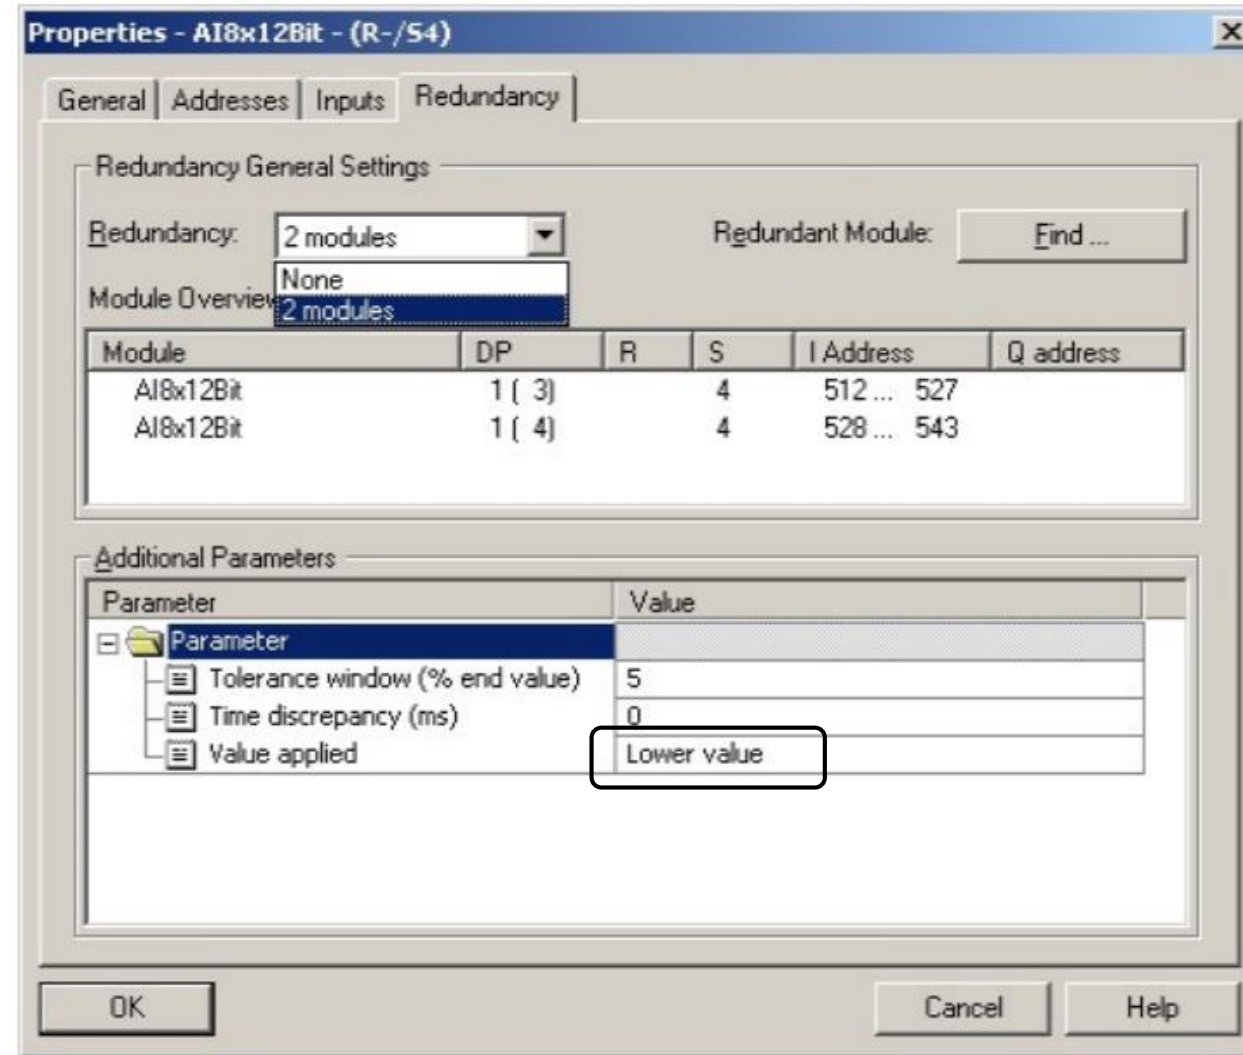 Properties - AI8x12Bit - (R-/S4)
General Addresses Inputs Redundancy
Redundancy General Settings
Redundancy: 2 modules Redundant Module: Find ...
None
Module Overview
2 modules
Module DP R S I Address Q address
AI8x12Bit 1 ( 3) 4 512 ... 527
AI8x12Bit 1 ( 4) 4 528 ... 543
Additional Parameters
Parameter Value
Parameter
Tolerance window (% end value) 5
Time discrepancy (ms) 0
Value applied Lower value
OK Cancel Help